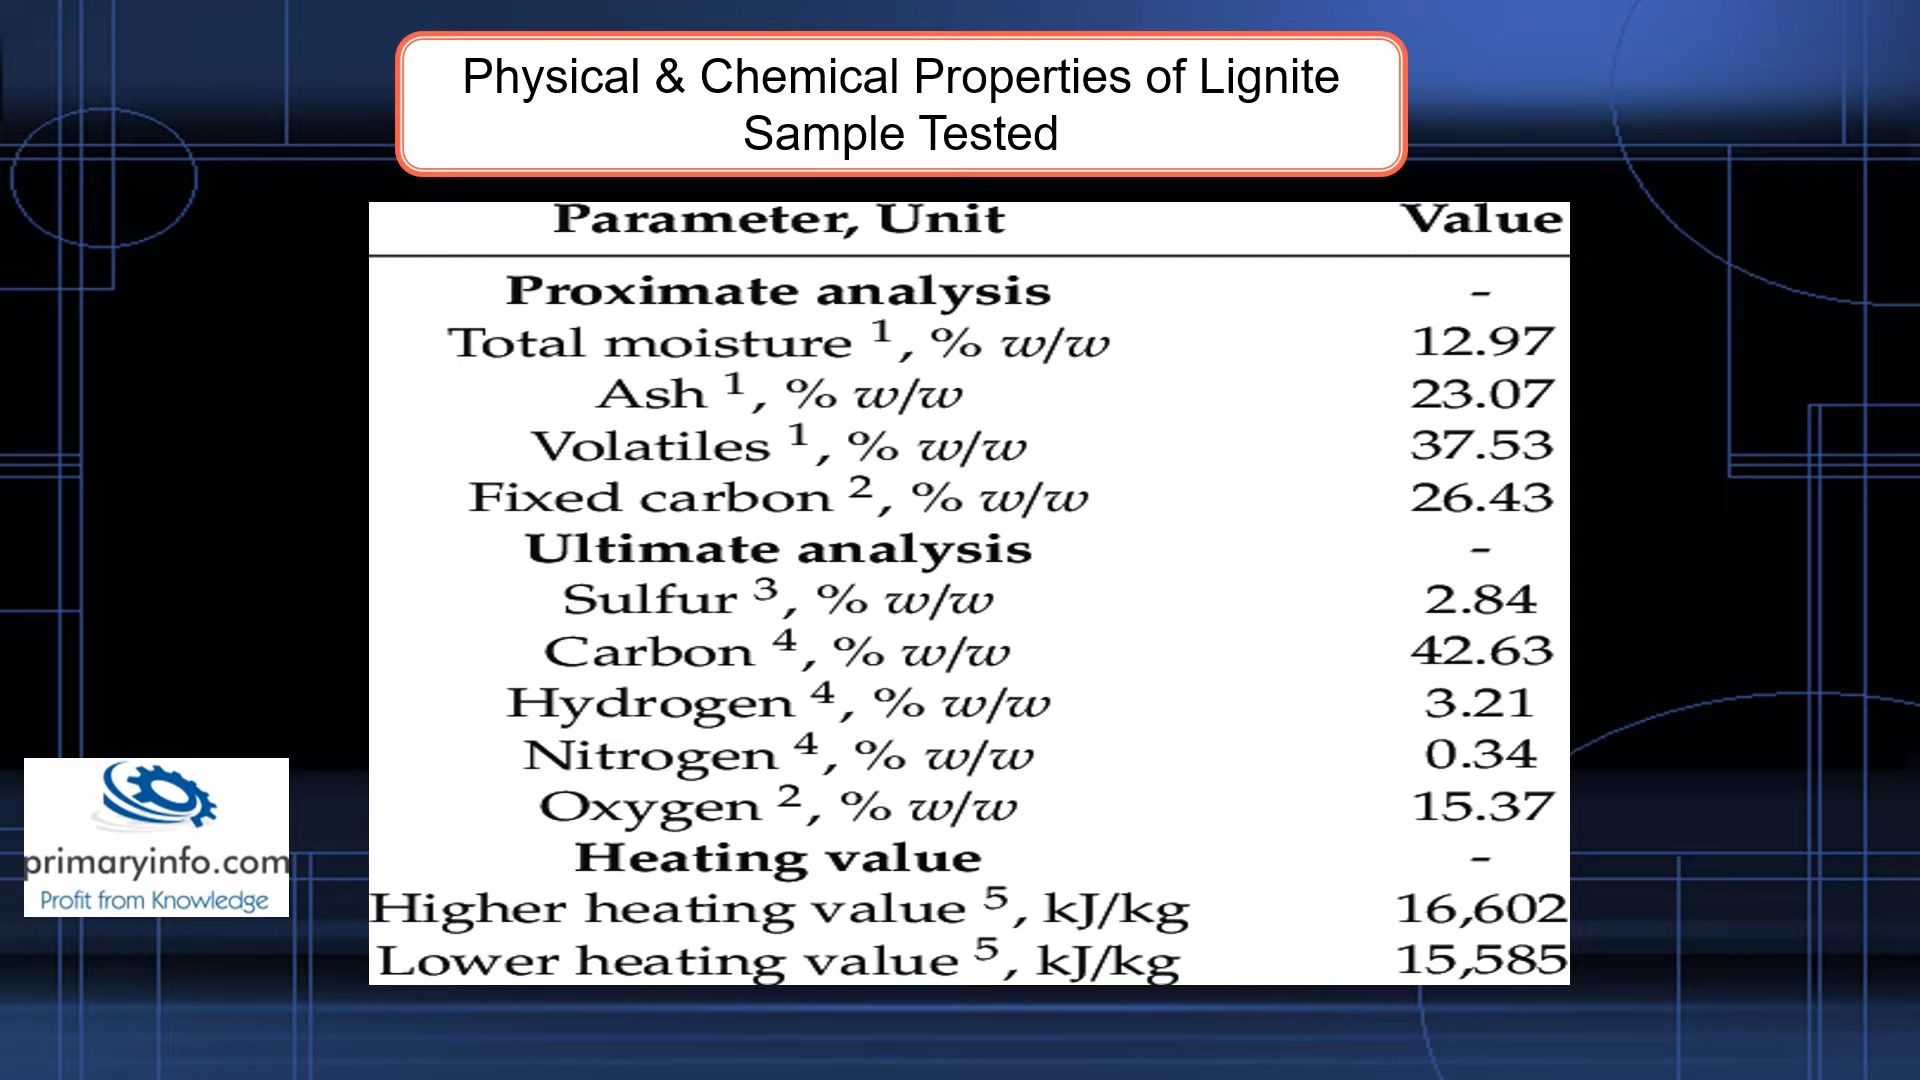 Physical & Chemical Properties of Lignite
Sample Tested
Parameter, Unit Value
Proximate analysis -
Total moisture ¹, % w/w 12.97
Ash ¹, % w/w 23.07
Volatiles ¹, % w/w 37.53
Fixed carbon ², % w/w 26.43
Ultimate analysis -
Sulfur ³, % w/w 2.84
Carbon ⁴, % w/w 42.63
Hydrogen ⁴, % w/w 3.21
Nitrogen ⁴, % w/w 0.34
Oxygen ², % w/w 15.37
Heating value -
Higher heating value ⁵, kJ/kg 16,602
Lower heating value ⁵, kJ/kg 15,585
primaryinfo.com
Profit from Knowledge